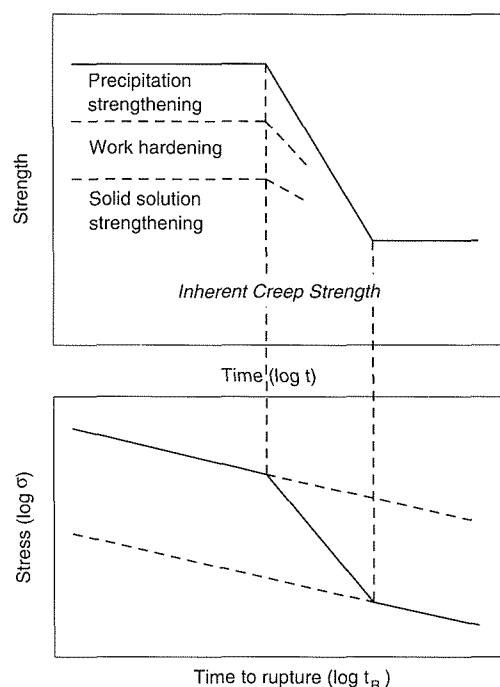 Precipitation
strengthening
Work hardening
Solid solution
strengthening
Strength
Inherent Creep Strength
Time (log t)
Stress (log σ)
Time to rupture (log t_R)